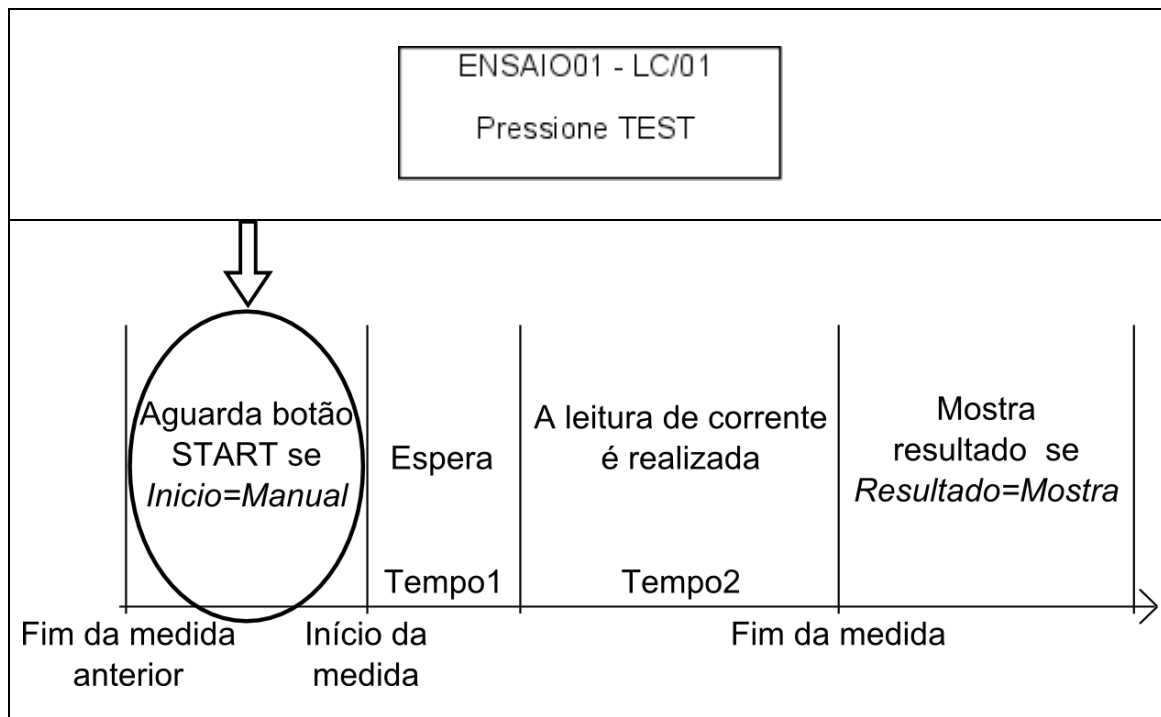 ENSAIO01 - LC/01
Pressione TEST
Aguarda botão
START se
Inicio=Manual
Espera
A leitura de corrente
é realizada
Mostra
resultado se
Resultado=Mostra
Tempo1
Tempo2
Fim da medida
anterior
Início da
medida
Fim da medida